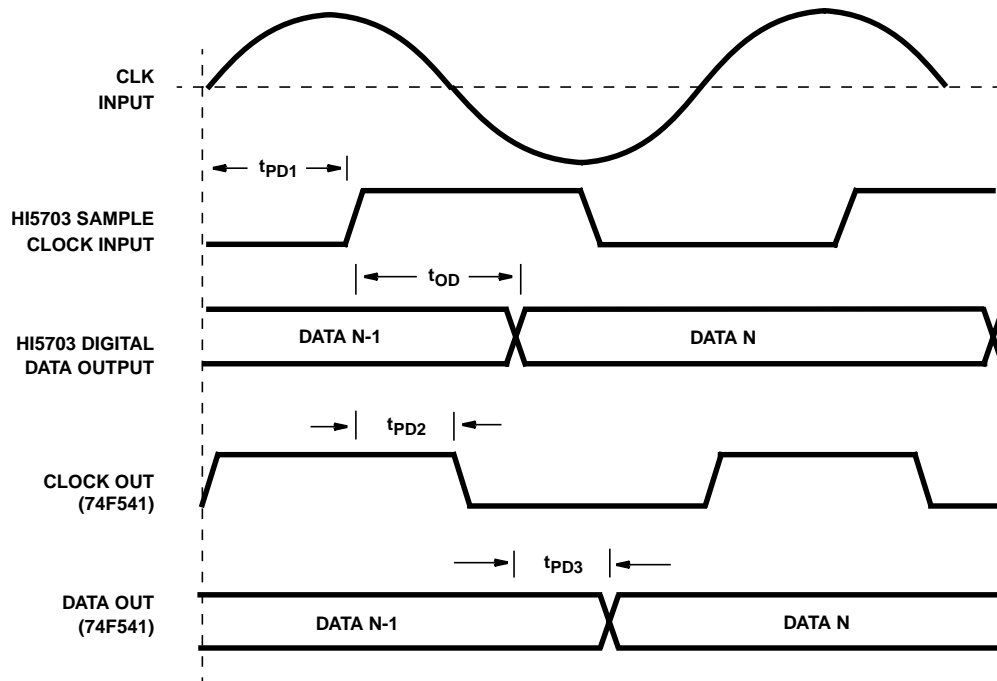 CLK
INPUT
tPD1
HI5703 SAMPLE
CLOCK INPUT
tOD
HI5703 DIGITAL
DATA OUTPUT
DATA N-1
DATA N
tPD2
CLOCK OUT
(74F541)
tPD3
DATA OUT
(74F541)
DATA N-1
DATA N